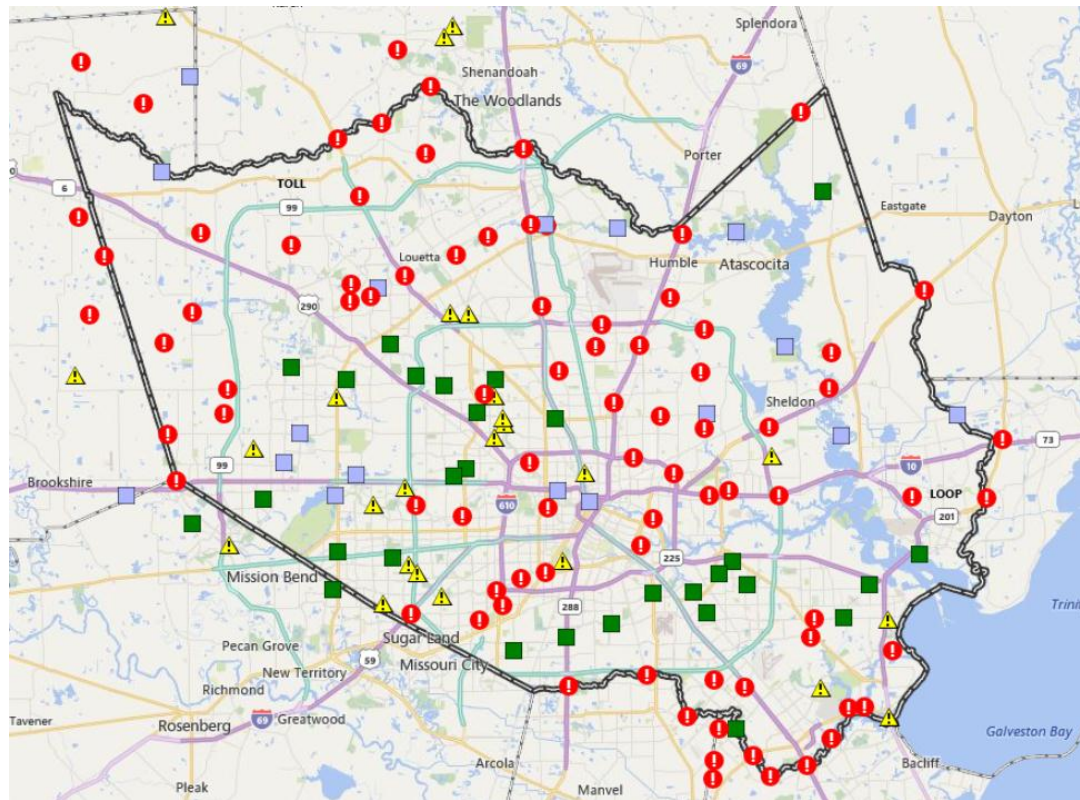 Splendora
69
Shenandoah
The Woodlands
Porter
6
TOLL
99
Eastgate
Dayton
Louetta
Humble
Atascocita
290
Sheldon
99
10
73
Brookshire
610
LOOP
201
225
Mission Bend
288
Sugar Land
Pecan Grove
Missouri City
59
New Territory
Richmond
Tavener
Rosenberg
69
Greatwood
Galveston Bay
Arcola
Bacliff
Pleak
Manvel